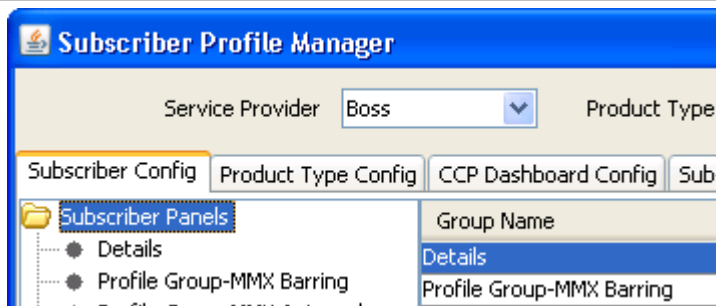 Subscriber Profile Manager
Service Provider Boss Product Type
Subscriber Config Product Type Config CCP Dashboard Config Sub
Subscriber Panels Group Name
Details Details
Profile Group-MMX Barring Profile Group-MMX Barring